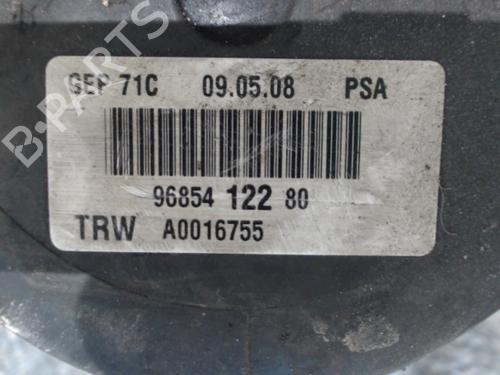 GEP 71C 09.05.08 PSA
96854 122 80
TRW A0016755
B-PARTS